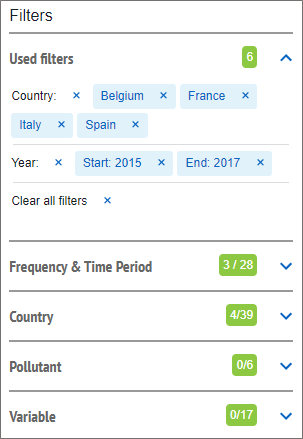 Filters
Used filters 6
Country: × Belgium × France ×
Italy × Spain ×
Year: × Start: 2015 × End: 2017 ×
Clear all filters ×
Frequency & Time Period 3 / 28
Country 4/39
Pollutant 0/6
Variable 0/17